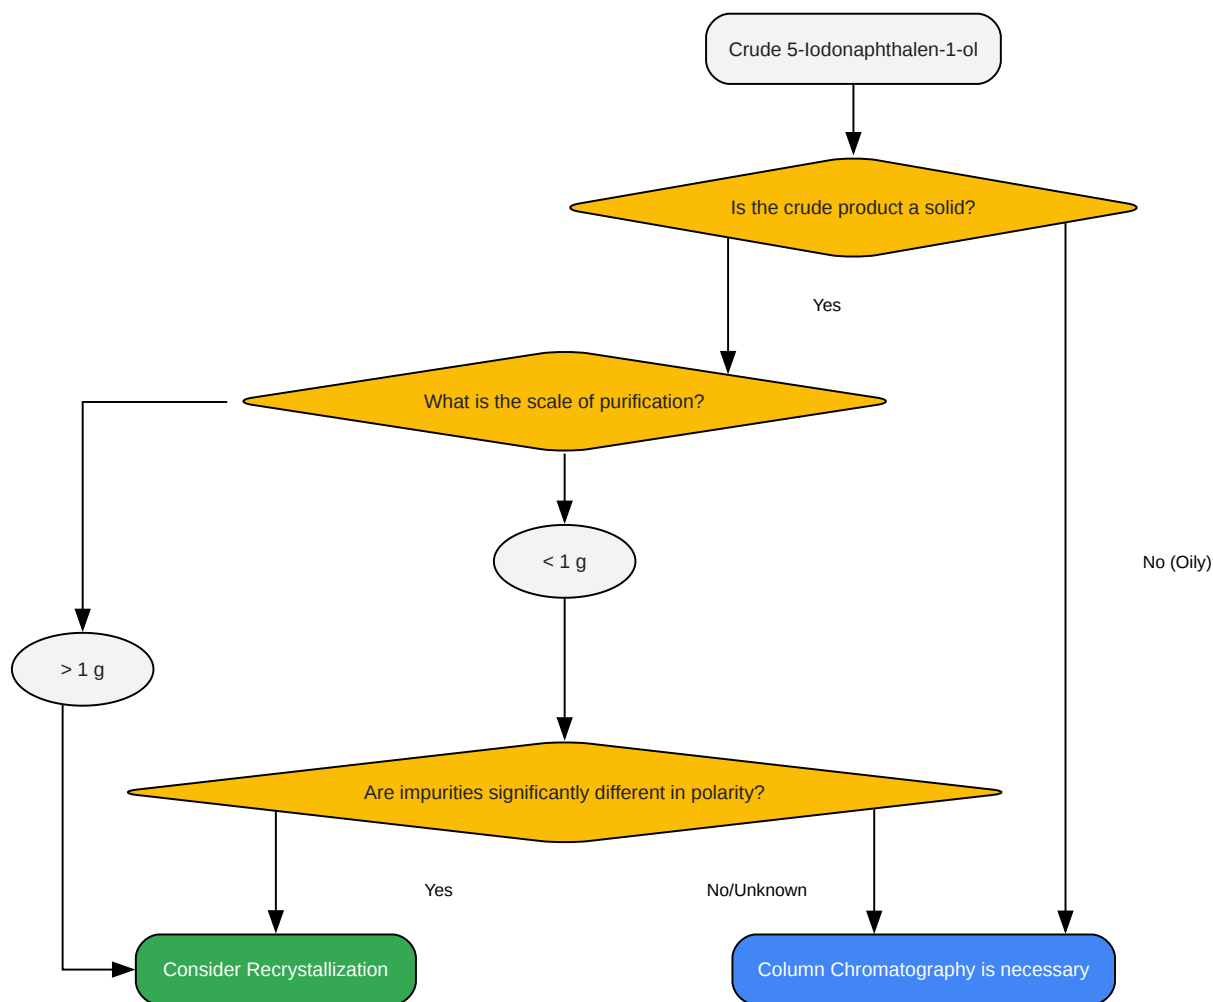 Crude 5-Iodonaphthalen-1-ol
Is the crude product a solid?
Yes
What is the scale of purification?
< 1 g
No (Oily)
> 1 g
Are impurities significantly different in polarity?
Yes
No/Unknown
Consider Recrystallization
Column Chromatography is necessary